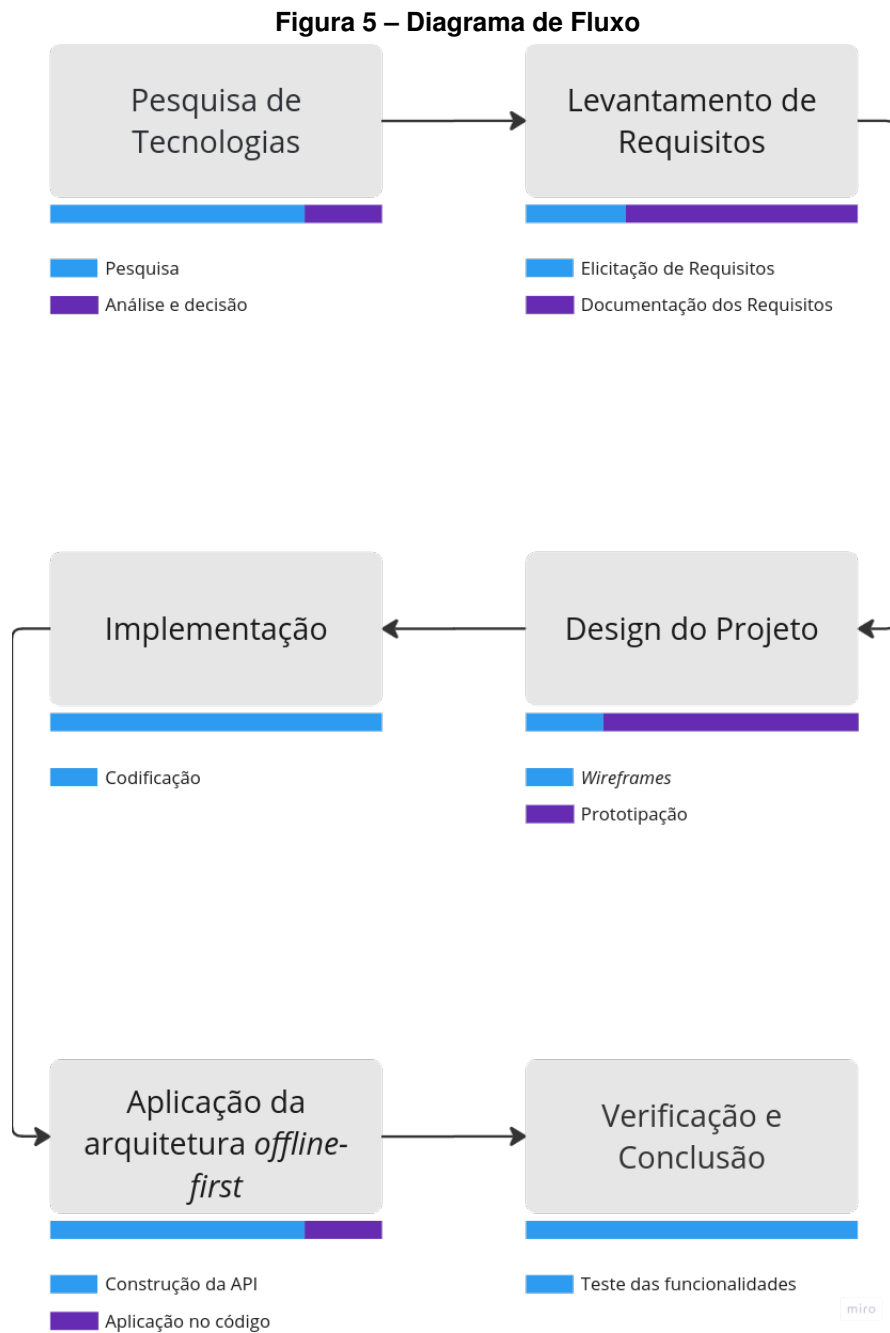 Figura 5 – Diagrama de Fluxo
Pesquisa de
Tecnologias
Levantamento de
Requisitos
Pesquisa
Análise e decisão
Elicitação de Requisitos
Documentação dos Requisitos
Implementação
Design do Projeto
Codificação
Wireframes
Prototipação
Aplicação da
arquitetura offline-
first
Verificação e
Conclusão
Construção da API
Aplicação no código
Teste das funcionalidades
miro